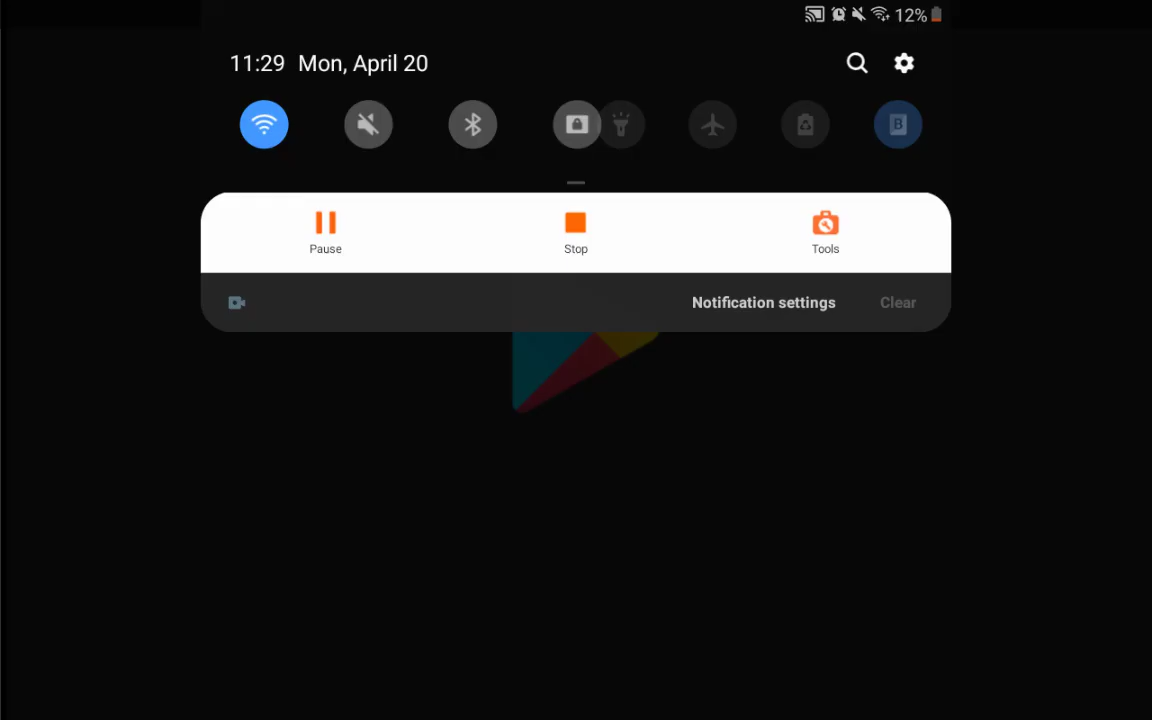 12%
11:29 Mon, April 20
B
Pause Stop Tools
Notification settings Clear